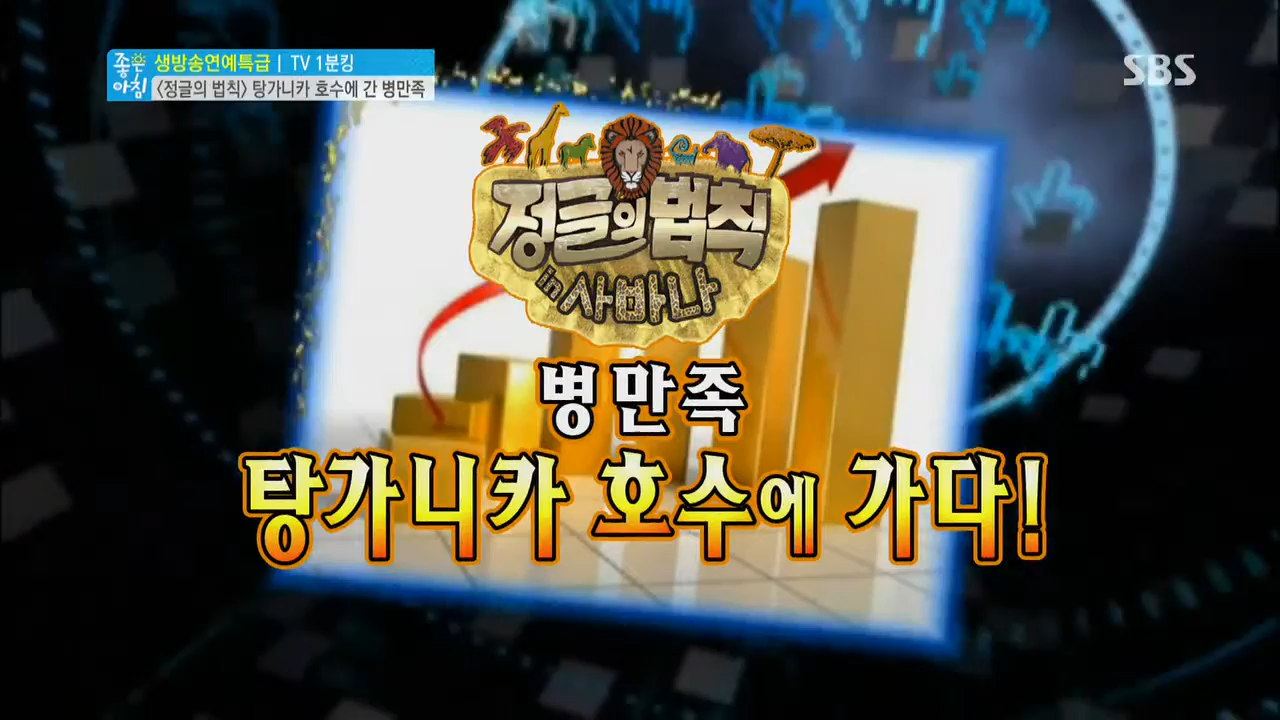 좋은
아침
생방송연예특급 | TV 1분킹
〈정글의 법칙〉 탕가니카 호수에 간 병만족
SBS
정글의 법칙
in 사바나
병만족
탕가니카 호수에 가다!